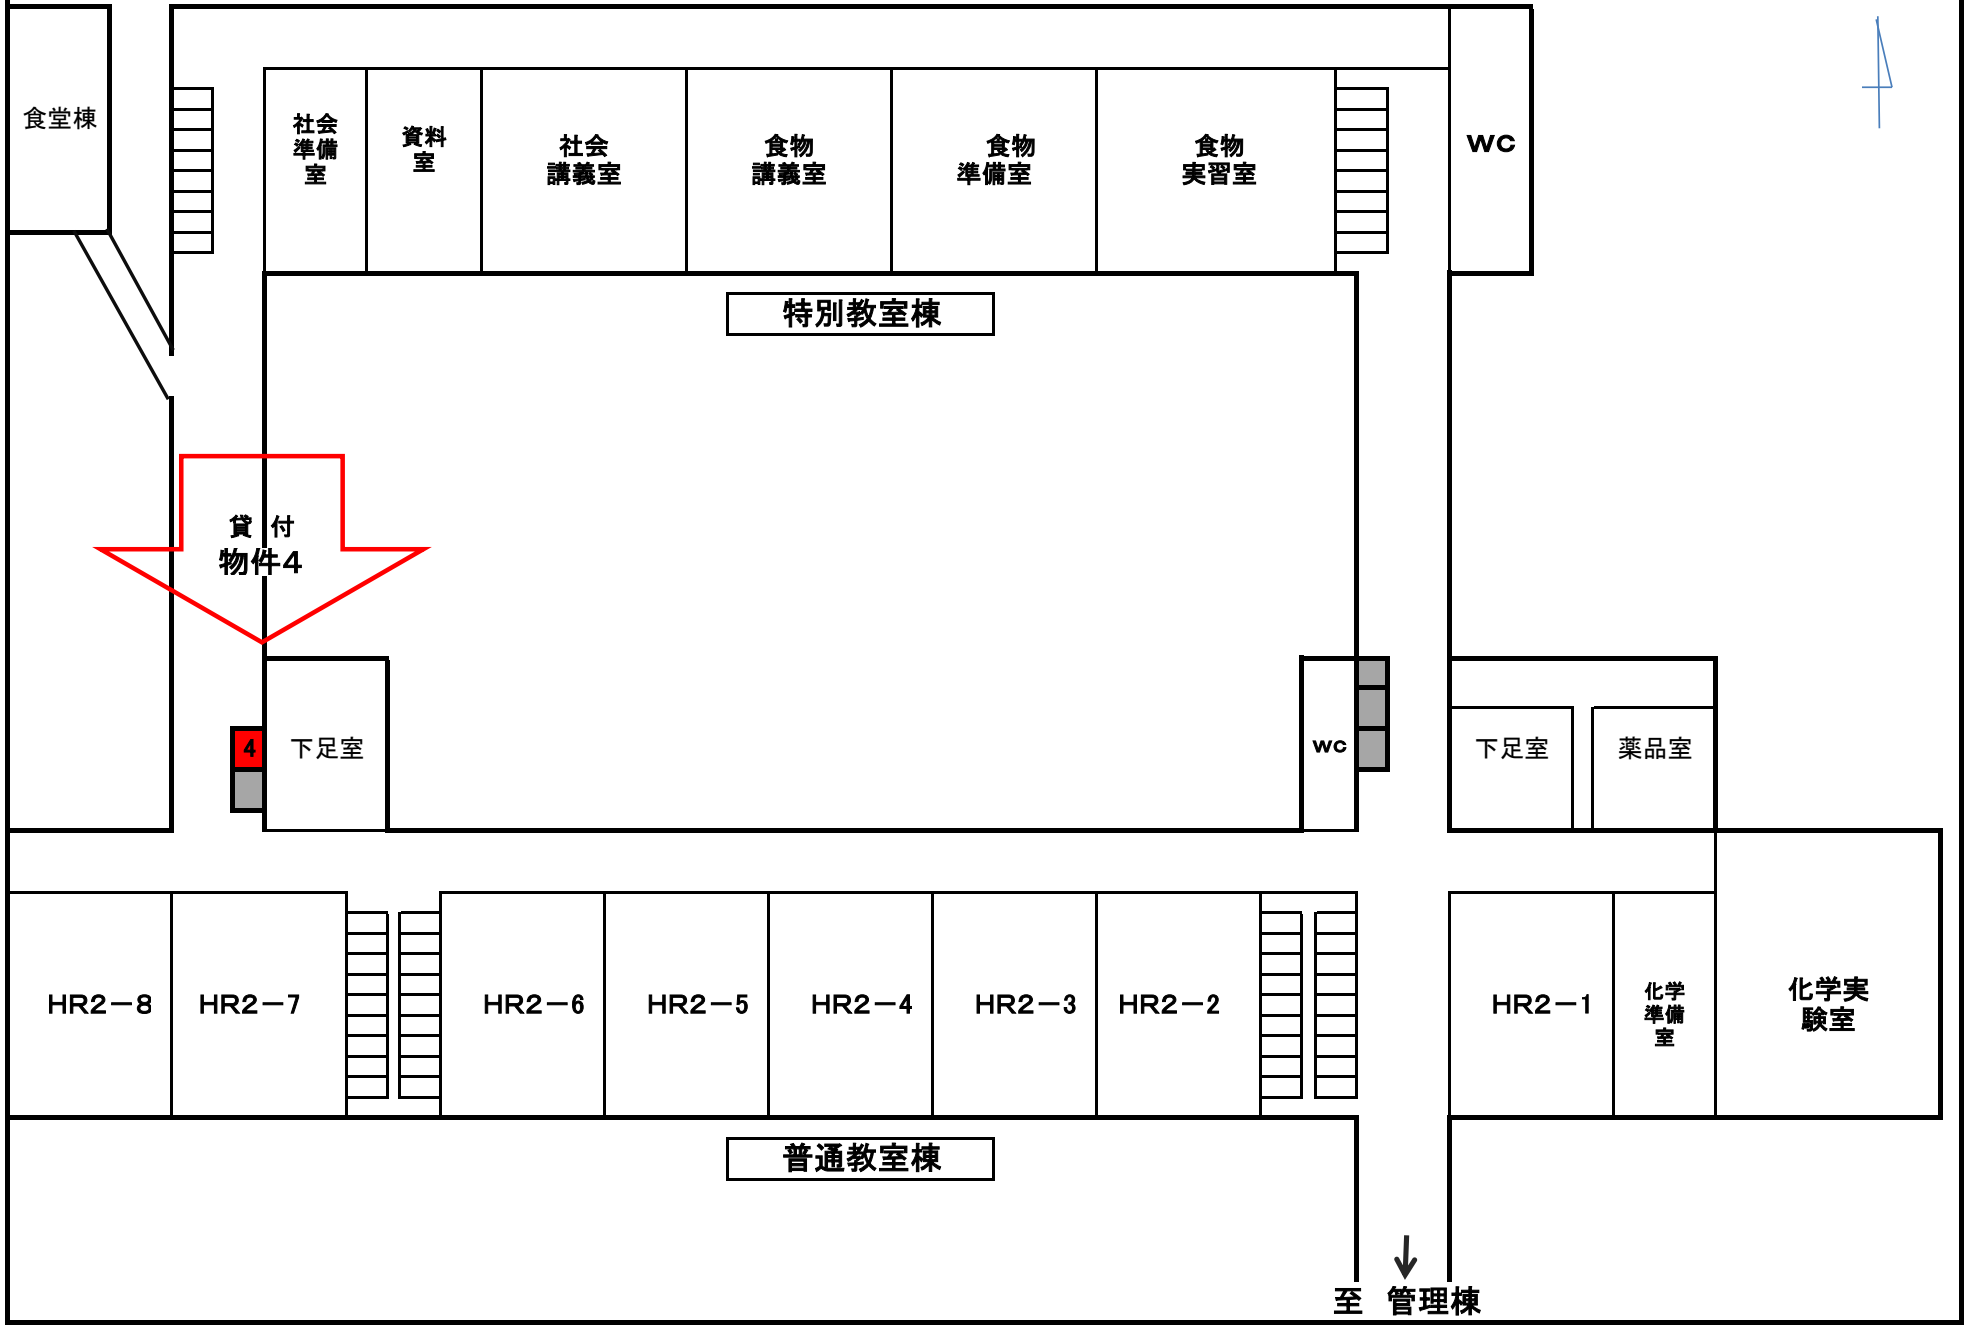 食堂棟
社会
準備
室
資料
室
社会
講義室
食物
講義室
食物
準備室
食物
実習室
WC
特別教室棟
貸 付
物件4
4
下足室
WC
下足室
薬品室
HR2-8
HR2-7
HR2-6
HR2-5
HR2-4
HR2-3
HR2-2
HR2-1
化学
準備
室
化学実
験室
普通教室棟
至 管理棟